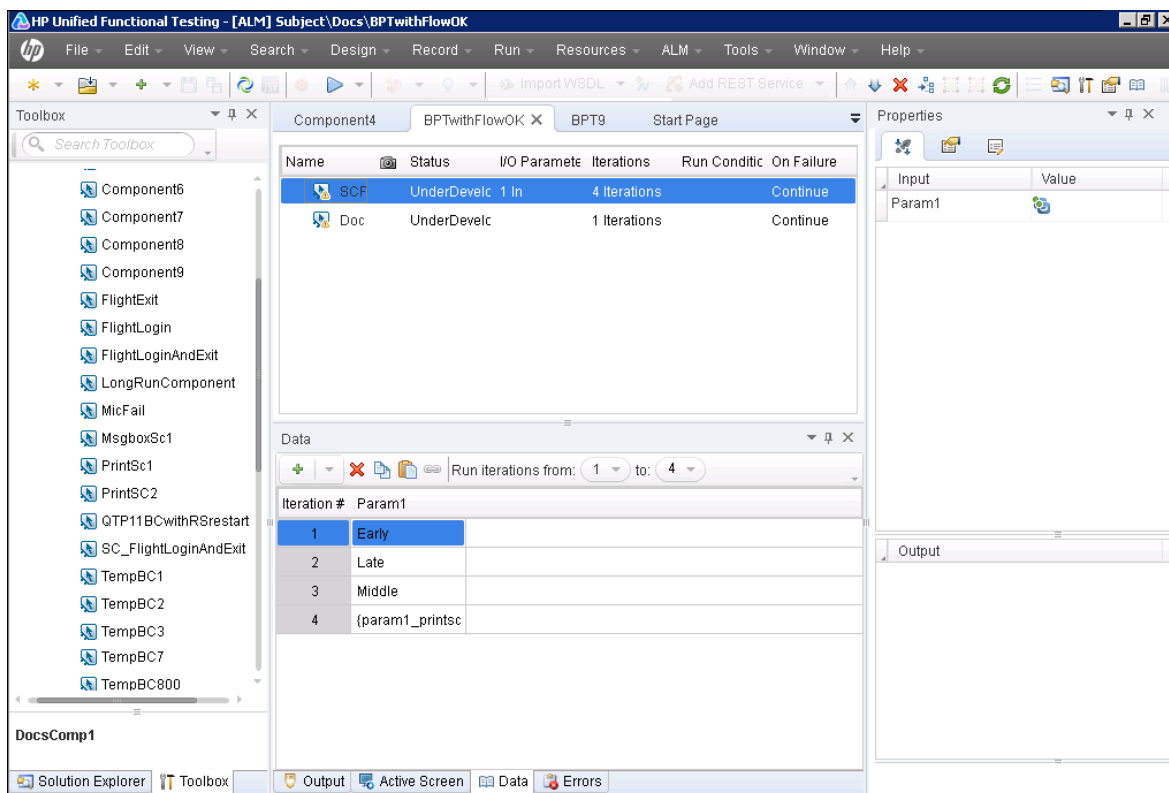 HP Unified Functional Testing - [ALM] Subject\Docs\BPTwithFlowOK
hp File Edit View Search Design Record Run Resources ALM Tools Window Help
Import WSDL Add REST Service
Toolbox
Search Toolbox
Component6
Component7
Component8
Component9
FlightExit
FlightLogin
FlightLoginAndExit
LongRunComponent
MicFail
MsgboxSc1
PrintSc1
PrintSC2
QTP11BCwithRSrestart
SC_FlightLoginAndExit
TempBC1
TempBC2
TempBC3
TempBC7
TempBC800
DocsComp1
Solution Explorer Toolbox
Component4 BPTwithFlowOK BPT9 Start Page
Name Status I/O Paramete Iterations Run Conditic On Failure
SCF UnderDevelc 1 In 4 Iterations Continue
Doc UnderDevelc 1 Iterations Continue
Data
Run iterations from: 1 to: 4
Iteration # Param1
1 Early
2 Late
3 Middle
4 {param1_printsc
Output Active Screen Data Errors
Properties
Input Value
Param1
Output